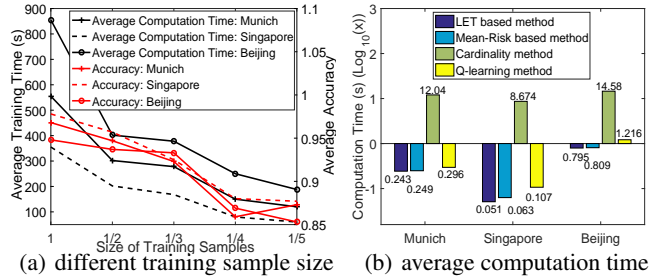 900
800
700
600
500
400
300
200
100
Average Training Time (s)
Average Computation Time: Munich
Average Computation Time: Singapore
Average Computation Time: Beijing
Accuracy: Munich
Accuracy: Singapore
Accuracy: Beijing
1.1
1.05
1
0.95
0.9
0.85
Average Accuracy
1
1/2
1/3
1/4
1/5
Size of Training Samples
(a) different training sample size
Computation Time (s) (Log10(x))
3
2
1
0
-1
LET based method
Mean-Risk based method
Cardinality method
Q-learning method
12.04
8.674
14.58
1.216
0.243
0.249
0.296
0.051
0.063
0.107
0.795
0.809
Munich
Singapore
Beijing
(b) average computation time